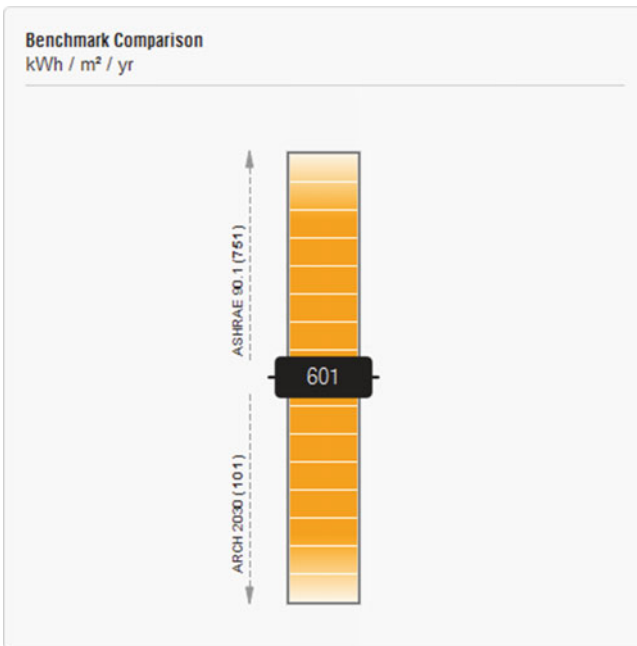 Benchmark Comparison
kWh / m² / yr
ASHRAE 90.1 (751)
601
ARCH 2030 (101)